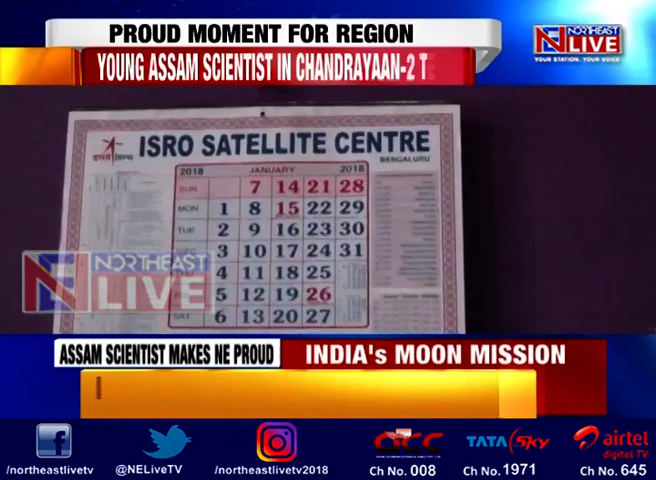 PROUD MOMENT FOR REGION
YOUNG ASSAM SCIENTIST IN CHANDRAYAAN-2 T
NORTHEAST
LIVE
YOUR STATION. YOUR VOICE
ISRO SATELLITE CENTRE
BENGALURU
2018 JANUARY 2018
SUN 7 14 21 28
MON 1 8 15 22 29
TUE 2 9 16 23 30
WED 3 10 17 24 31
THU 4 11 18 25
FRI 5 12 19 26
SAT 6 13 20 27
NORTHEAST
LIVE
ASSAM SCIENTIST MAKES NE PROUD
INDIA's MOON MISSION
/northeastlivetv
@NELiveTV
/northeastlivetv2018
Ch No. 008
TATA Sky
Ch No. 1971
airtel
digital TV
Ch No. 645